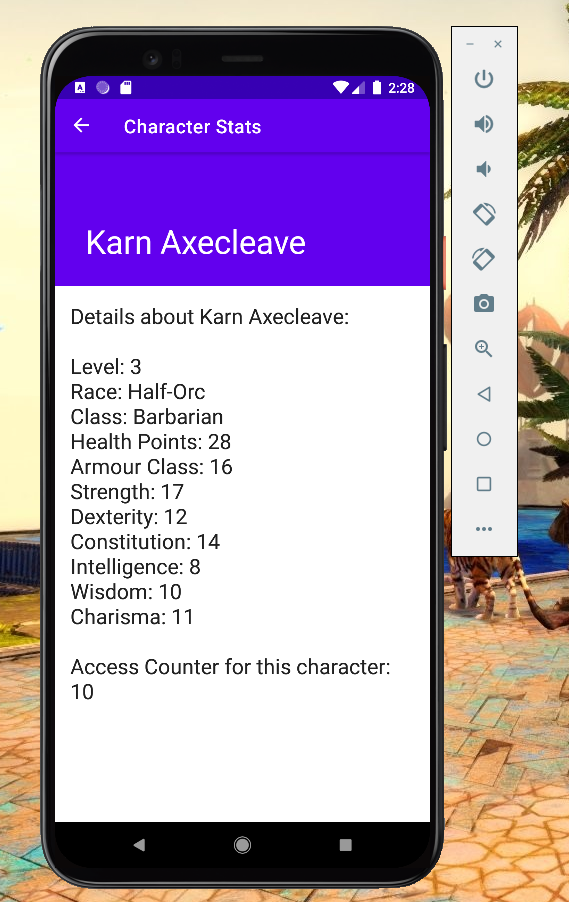 2:28
Character Stats
Karn Axecleave
Details about Karn Axecleave:
Level: 3
Race: Half-Orc
Class: Barbarian
Health Points: 28
Armour Class: 16
Strength: 17
Dexterity: 12
Constitution: 14
Intelligence: 8
Wisdom: 10
Charisma: 11
Access Counter for this character:
10